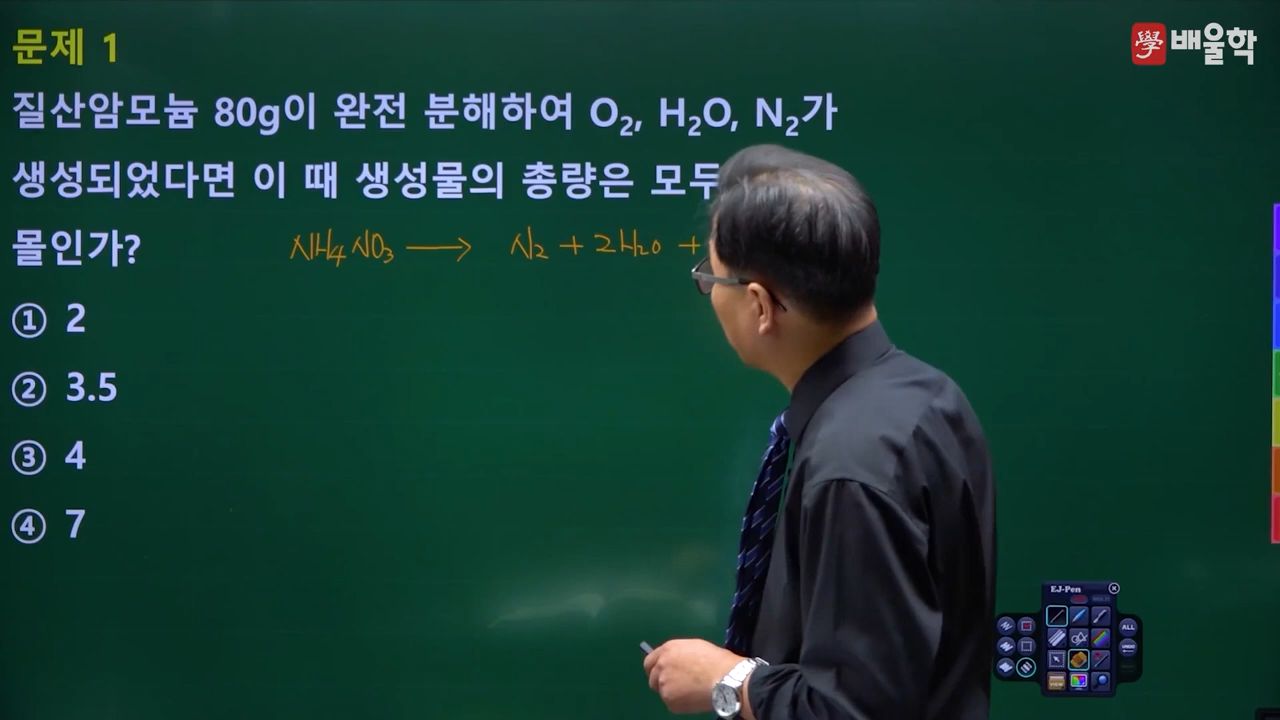 문제 1
學 배울학
질산암모늄 80g이 완전 분해하여 O₂, H₂O, N₂가
생성되었다면 이 때 생성물의 총량은 모두
몰인가?
NH₄NO₃ → N₂ + 2H₂O +
① 2
② 3.5
③ 4
④ 7
EJ-Pen
ALL